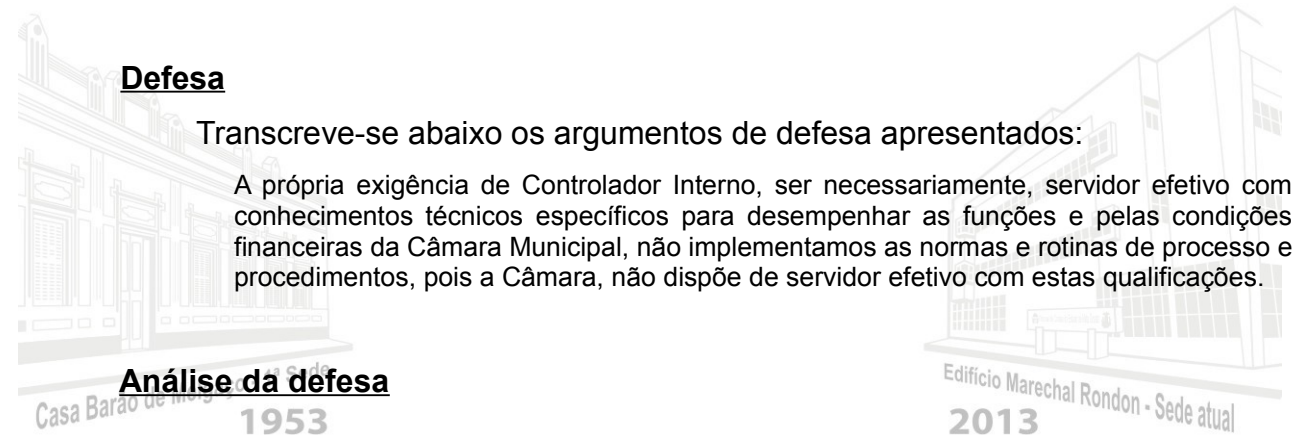 Defesa
Transcreve-se abaixo os argumentos de defesa apresentados:
A própria exigência de Controlador Interno, ser necessariamente, servidor efetivo com
conhecimentos técnicos específicos para desempenhar as funções e pelas condições
financeiras da Câmara Municipal, não implementamos as normas e rotinas de processo e
procedimentos, pois a Câmara, não dispõe de servidor efetivo com estas qualificações.
Análise da defesa
Casa Barão de
1953
Edifício Marechal Rondon - Sede atual
2013